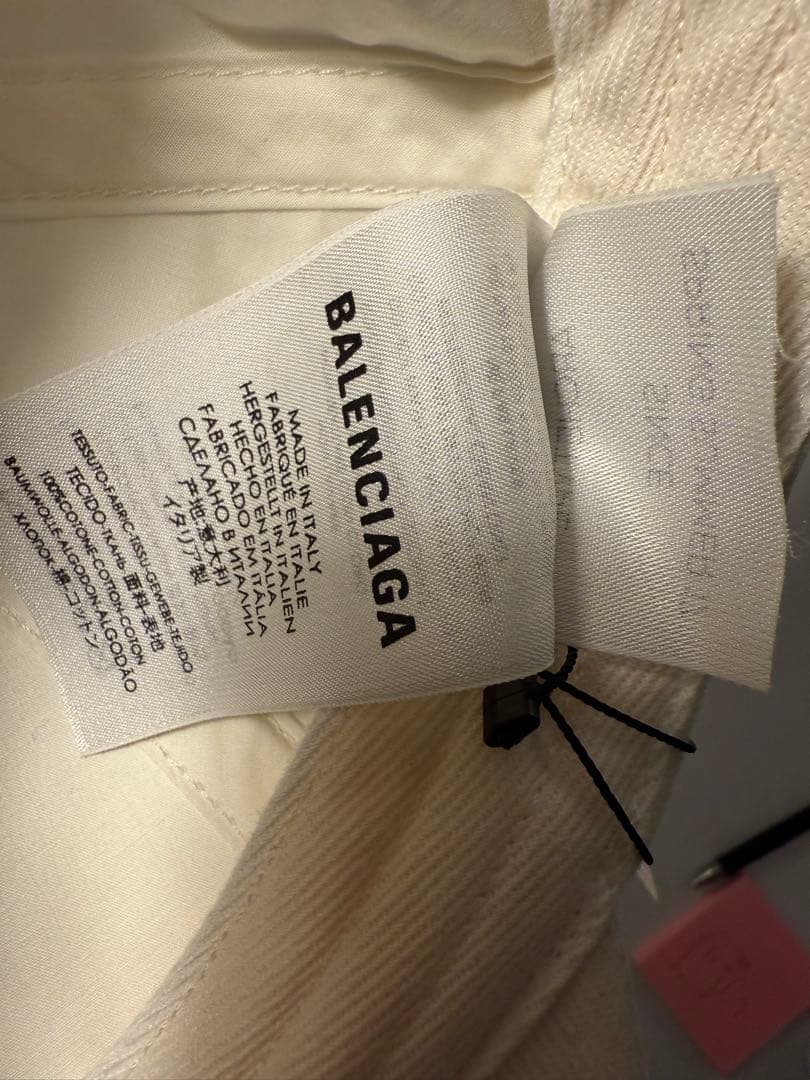 BALENCIAGA
MADE IN ITALY
FABRIQUÉ EN ITALIE
HERGESTELLT IN ITALIEN
HECHO EN ITALIA
FABRICADO EM ITÁLIA
СДЕЛАНО В ИТАЛИИ
产地:意大利
イタリア製
TESSUTO-FABRIC-TISSU-GEWEBE-TEJIDO
TECIDO-ТКАНЬ-面料-表地
100%COTONE-COTTON-COTON
BAUMWOLLE-ALGODON-ALGODÃO
ХЛОПОК-棉-コットン